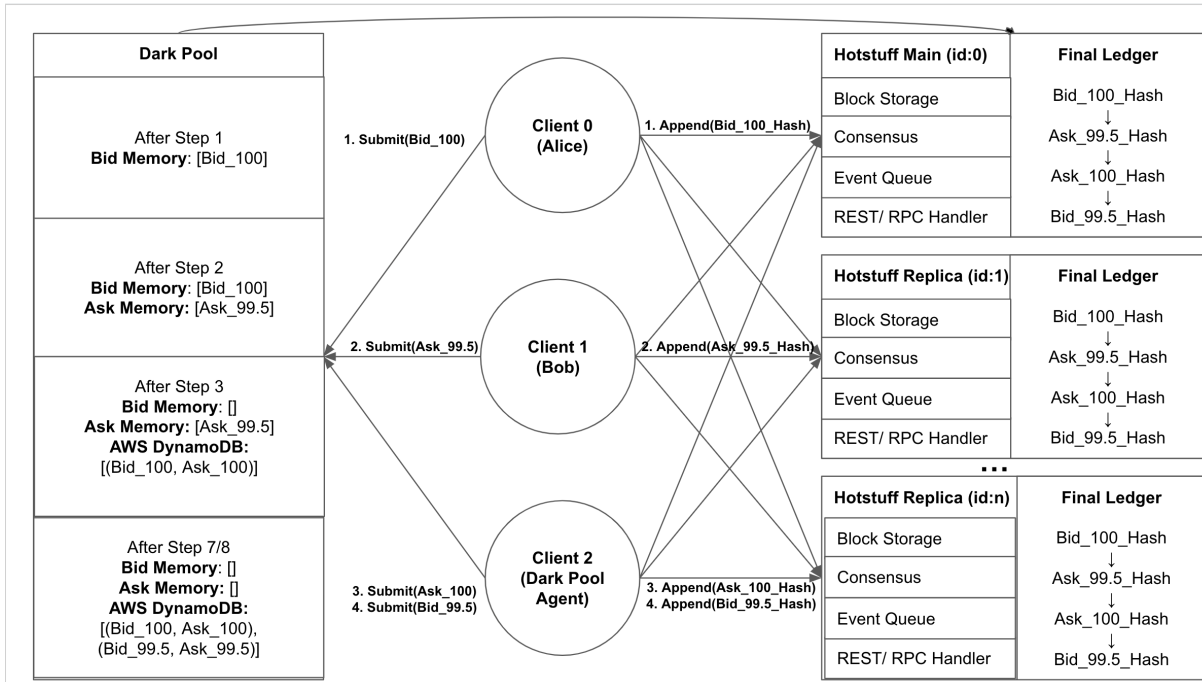 Dark Pool
After Step 1
Bid Memory: [Bid_100]
After Step 2
Bid Memory: [Bid_100]
Ask Memory: [Ask_99.5]
After Step 3
Bid Memory: []
Ask Memory: [Ask_99.5]
AWS DynamoDB:
[(Bid_100, Ask_100)]
After Step 7/8
Bid Memory: []
Ask Memory: []
AWS DynamoDB:
[(Bid_100, Ask_100),
(Bid_99.5, Ask_99.5)]
1. Submit(Bid_100)
2. Submit(Ask_99.5)
3. Submit(Ask_100)
4. Submit(Bid_99.5)
Client 0
(Alice)
Client 1
(Bob)
Client 2
(Dark Pool
Agent)
1. Append(Bid_100_Hash)
2. Append(Ask_99.5_Hash)
3. Append(Ask_100_Hash)
4. Append(Bid_99.5_Hash)
Hotstuff Main (id:0)
Block Storage
Consensus
Event Queue
REST/ RPC Handler
Final Ledger
Bid_100_Hash
↓
Ask_99.5_Hash
↓
Ask_100_Hash
↓
Bid_99.5_Hash
Hotstuff Replica (id:1)
Block Storage
Consensus
Event Queue
REST/ RPC Handler
Final Ledger
Bid_100_Hash
↓
Ask_99.5_Hash
↓
Ask_100_Hash
↓
Bid_99.5_Hash
...
Hotstuff Replica (id:n)
Block Storage
Consensus
Event Queue
REST/ RPC Handler
Final Ledger
Bid_100_Hash
↓
Ask_99.5_Hash
↓
Ask_100_Hash
↓
Bid_99.5_Hash